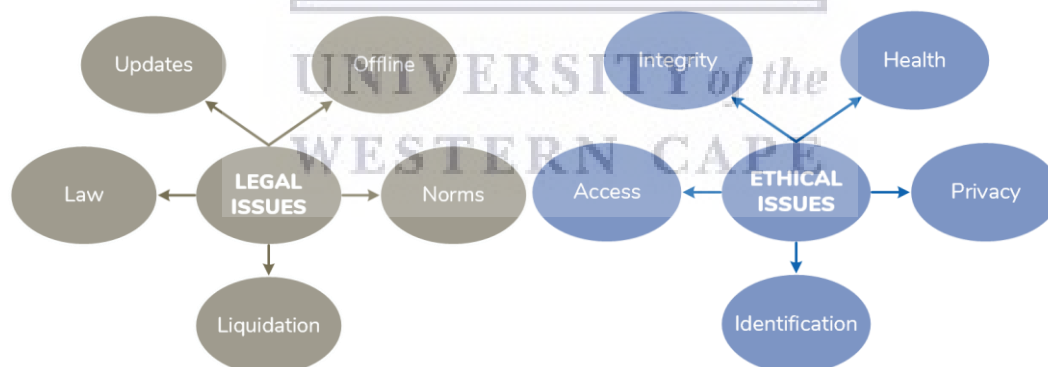 Updates
Offline
Law
LEGAL
ISSUES
Norms
Liquidation
Integrity
Health
Access
ETHICAL
ISSUES
Privacy
Identification
UNIVERSITY of the
WESTERN CAPE